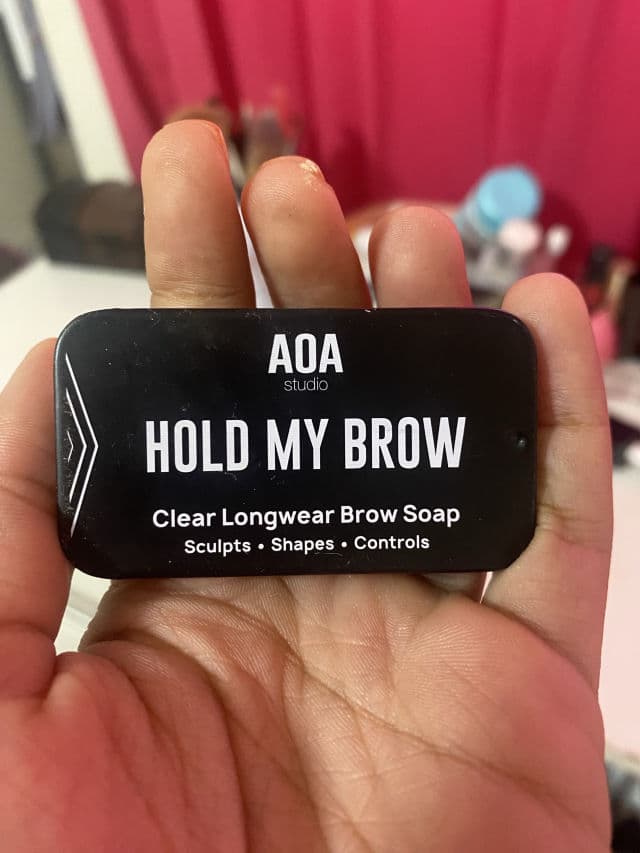 AOA
studio
HOLD MY BROW
Clear Longwear Brow Soap
Sculpts • Shapes • Controls